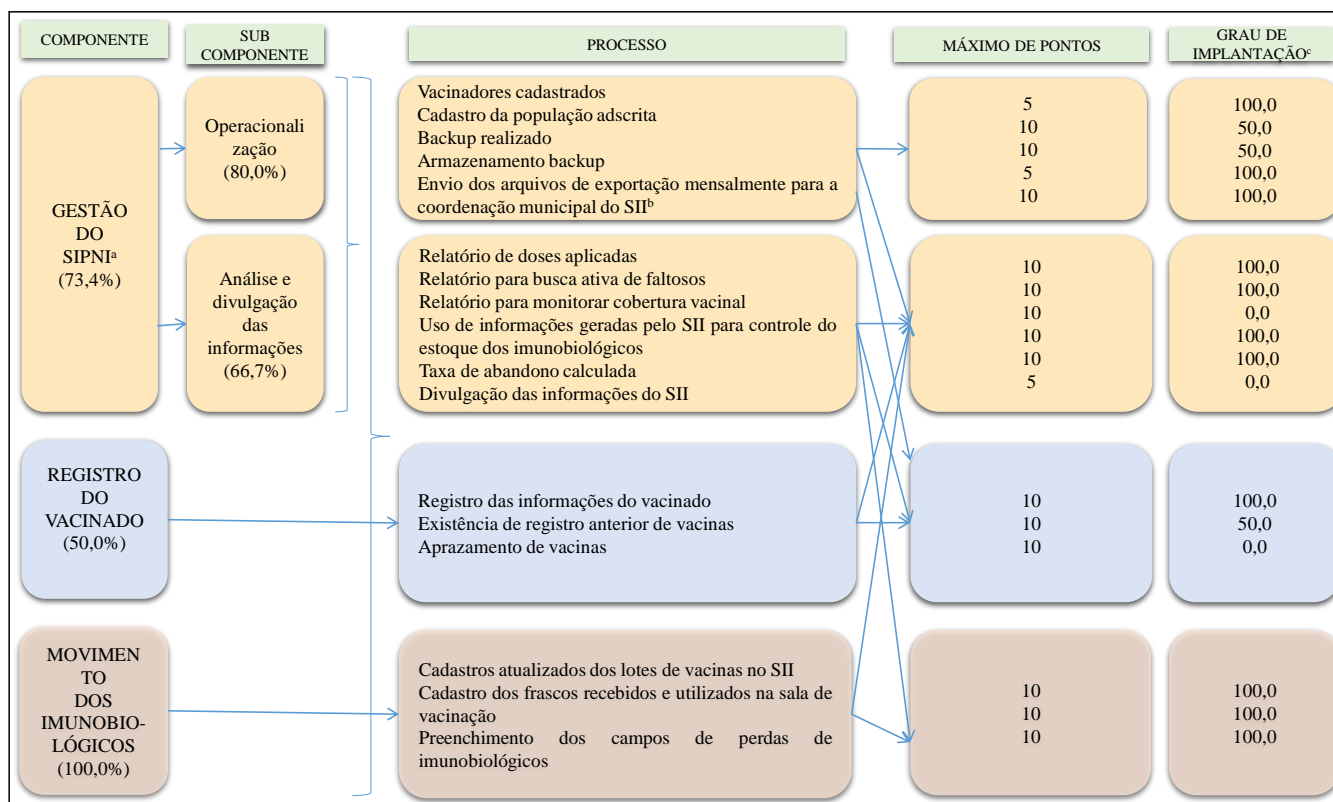 COMPONENTE
SUB
COMPONENTE
PROCESSO
MÁXIMO DE PONTOS
GRAU DE
IMPLANTAÇÃOᶜ
GESTÃO
DO
SIPNIᵃ
(73,4%)
Operacionali
zação
(80,0%)
Análise e
divulgação
das
informações
(66,7%)
Vacinadores cadastrados
Cadastro da população adscrita
Backup realizado
Armazenamento backup
Envio dos arquivos de exportação mensalmente para a
coordenação municipal do SIIᵇ
5
10
10
5
10
100,0
50,0
50,0
100,0
100,0
Relatório de doses aplicadas
Relatório para busca ativa de faltosos
Relatório para monitorar cobertura vacinal
Uso de informações geradas pelo SII para controle do
estoque dos imunobiológicos
Taxa de abandono calculada
Divulgação das informações do SII
10
10
10
10
10
5
100,0
100,0
0,0
100,0
100,0
0,0
REGISTRO
DO
VACINADO
(50,0%)
Registro das informações do vacinado
Existência de registro anterior de vacinas
Aprazamento de vacinas
10
10
10
100,0
50,0
0,0
MOVIMEN
TO
DOS
IMUNOBIO-
LÓGICOS
(100,0%)
Cadastros atualizados dos lotes de vacinas no SII
Cadastro dos frascos recebidos e utilizados na sala de
vacinação
Preenchimento dos campos de perdas de
imunobiológicos
10
10
10
100,0
100,0
100,0